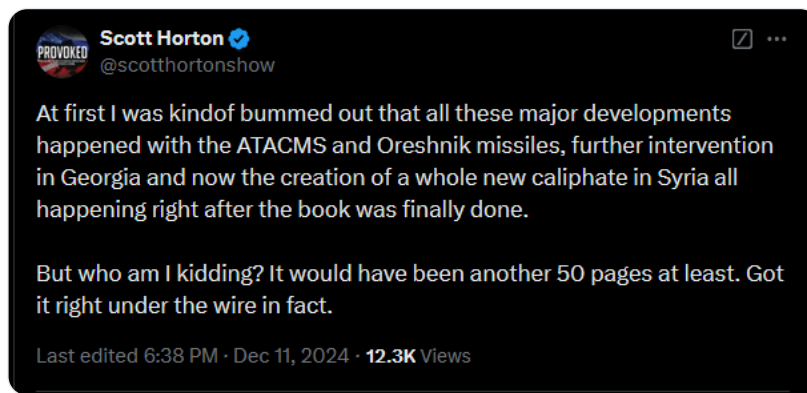 Scott Horton
@scotthortonshow
PROVOKED
At first I was kindof bummed out that all these major developments
happened with the ATACMS and Oreshnik missiles, further intervention
in Georgia and now the creation of a whole new caliphate in Syria all
happening right after the book was finally done.
But who am I kidding? It would have been another 50 pages at least. Got
it right under the wire in fact.
Last edited 6:38 PM · Dec 11, 2024 · 12.3K Views